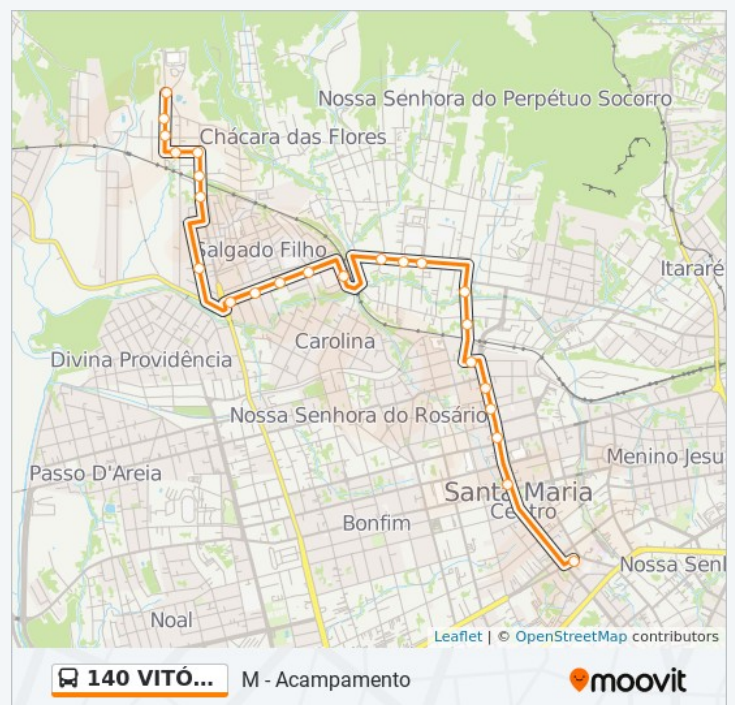 Nossa Senhora do Perpétuo Socorro
Chácara das Flores
Salgado Filho
Itararé
Carolina
Divina Providência
Nossa Senhora do Rosário
Menino Jesu
Passo D'Areia
Santa Maria
Centro
Bonfim
Nossa Senl
Noal
Leaflet | © OpenStreetMap contributors
140 VITÓ... M - Acampamento moovit